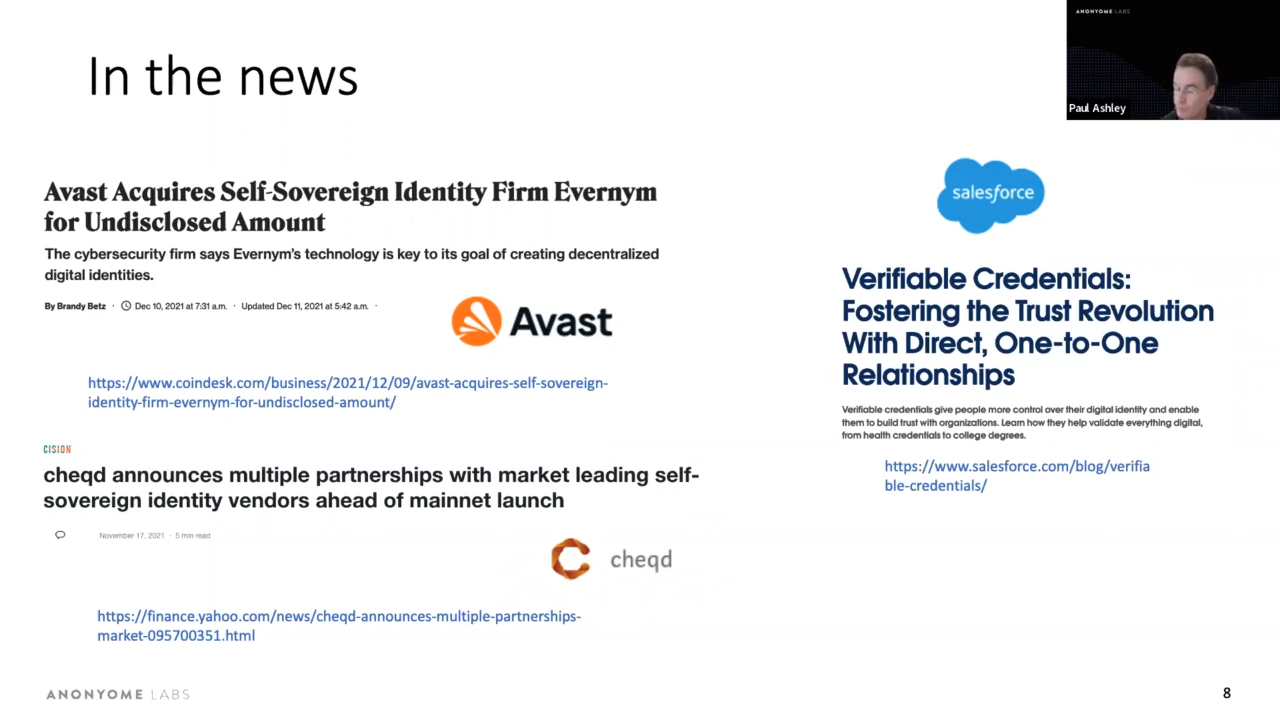 In the news
ANONYOME LABS
Paul Ashley
Avast Acquires Self-Sovereign Identity Firm Evernym
for Undisclosed Amount
The cybersecurity firm says Evernym's technology is key to its goal of creating decentralized
digital identities.
By Brandy Betz · Dec 10, 2021 at 7:31 a.m. · Updated Dec 11, 2021 at 5:42 a.m. ·
Avast
https://www.coindesk.com/business/2021/12/09/avast-acquires-self-sovereign-
identity-firm-evernym-for-undisclosed-amount/
CISION
cheqd announces multiple partnerships with market leading self-
sovereign identity vendors ahead of mainnet launch
November 17, 2021 · 5 min read
cheqd
https://finance.yahoo.com/news/cheqd-announces-multiple-partnerships-
market-095700351.html
salesforce
Verifiable Credentials:
Fostering the Trust Revolution
With Direct, One-to-One
Relationships
Verifiable credentials give people more control over their digital identity and enable
them to build trust with organizations. Learn how they help validate everything digital,
from health credentials to college degrees.
https://www.salesforce.com/blog/verifia
ble-credentials/
ANONYOME LABS
8